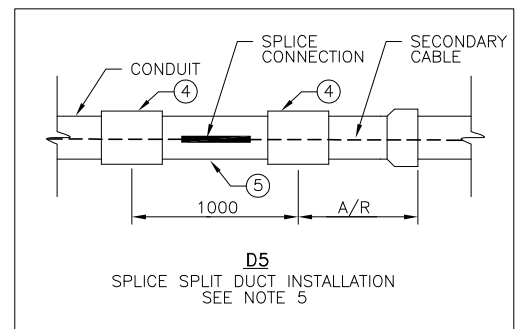 SPLICE
CONNECTION
SECONDARY
CABLE
CONDUIT
4
4
5
1000
A/R
D5
SPLICE SPLIT DUCT INSTALLATION
SEE NOTE 5